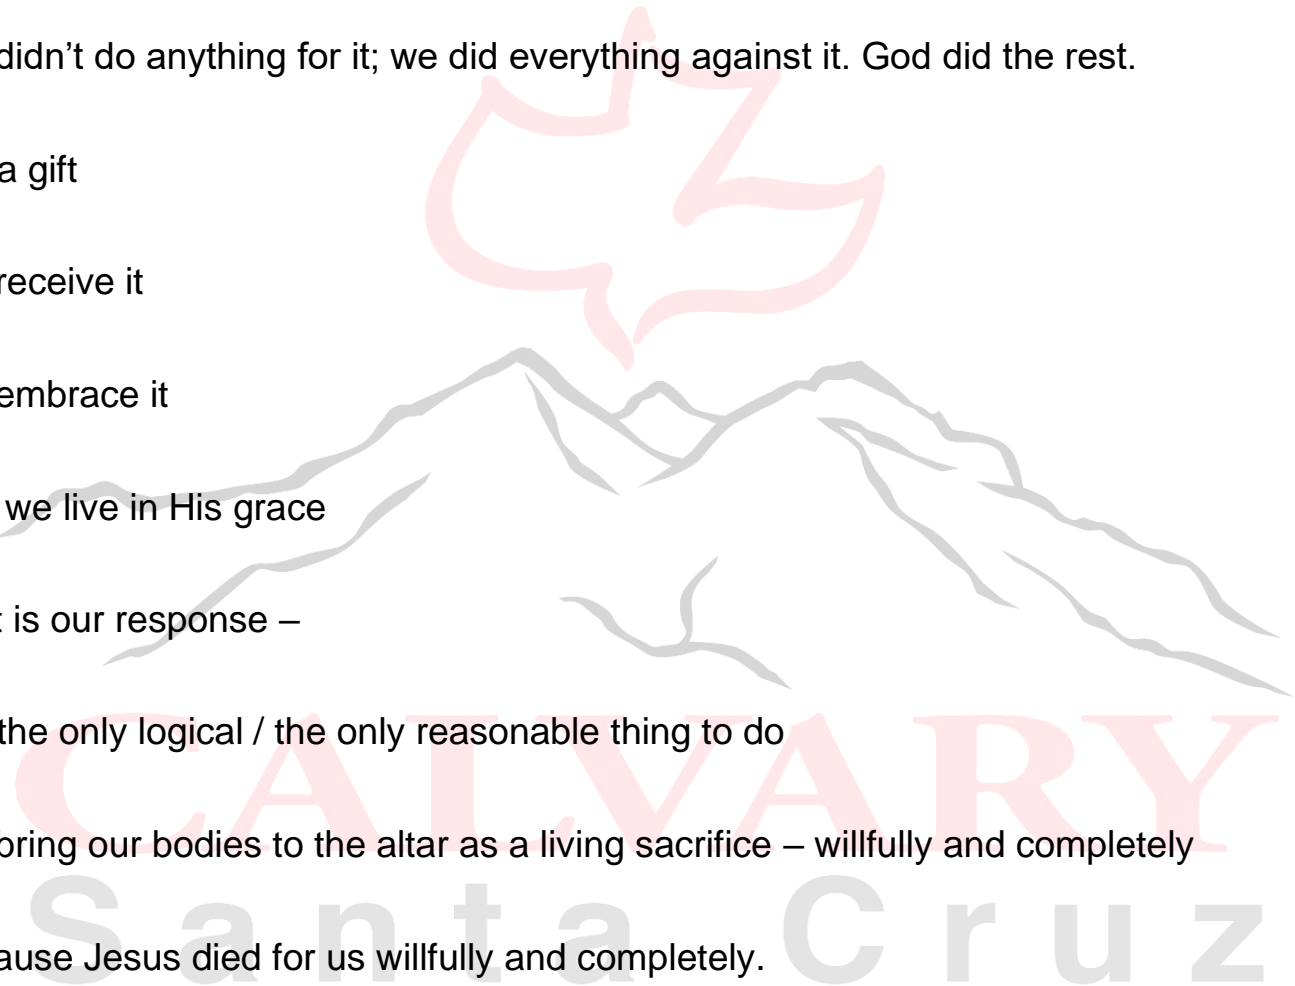 didn’t do anything for it; we did everything against it. God did the rest.
a gift
receive it
embrace it
we live in His grace
t is our response –
the only logical / the only reasonable thing to do
bring our bodies to the altar as a living sacrifice – willfully and completely
ause Jesus died for us willfully and completely.
CALVARY
Santa Cruz